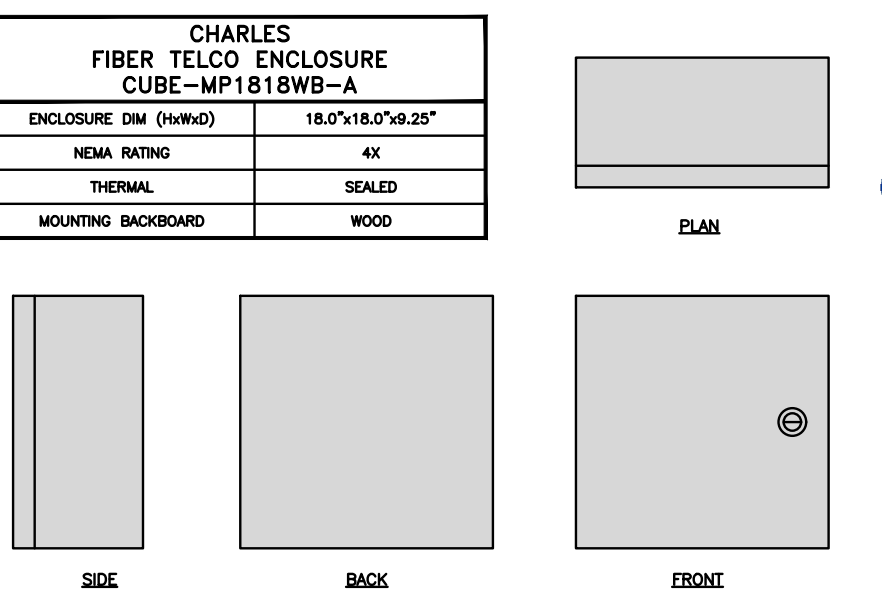 CHARLES
FIBER TELCO ENCLOSURE
CUBE-MP1818WB-A
ENCLOSURE DIM (HxWxD) 18.0"x18.0"x9.25"
NEMA RATING 4X
THERMAL SEALED
MOUNTING BACKBOARD WOOD
PLAN
SIDE BACK FRONT